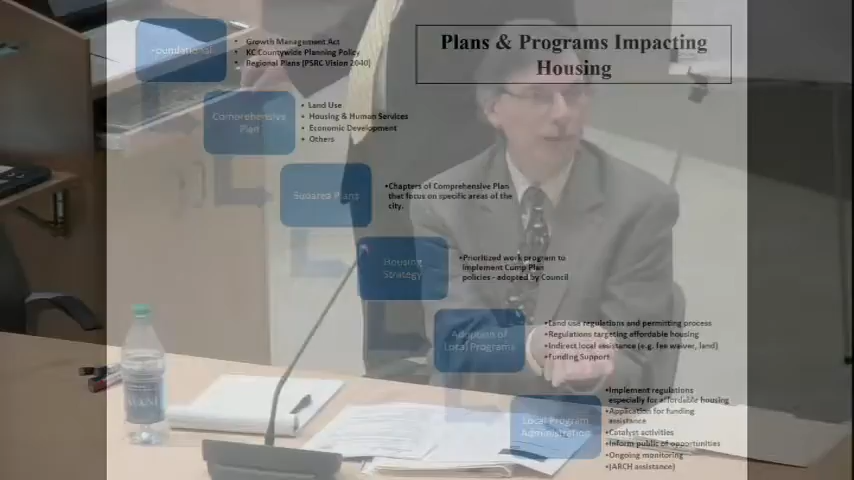 Plans & Programs Impacting
Housing
Foundational
• Growth Management Act
• KC Countywide Planning Policy
• Regional Plans (PSRC Vision 2040)
Comprehensive
Plan
• Land Use
• Housing & Human Services
• Economic Development
• Others
Subarea Plans
•Chapters of Comprehensive Plan
that focus on specific areas of the
city.
Housing
Strategy
•Prioritized work program to
implement Comp Plan
policies - adopted by Council
Adoption of
Local Programs
•Land use regulations and permitting process
•Regulations targeting affordable housing
•Indirect local assistance (e.g. fee waiver, land)
•Funding Support
Local Program
Administration
•Implement regulations
especially for affordable housing
•Application for funding
assistance
•Catalyst activities
•Inform public of opportunities
•Ongoing monitoring
•(ARCH assistance)